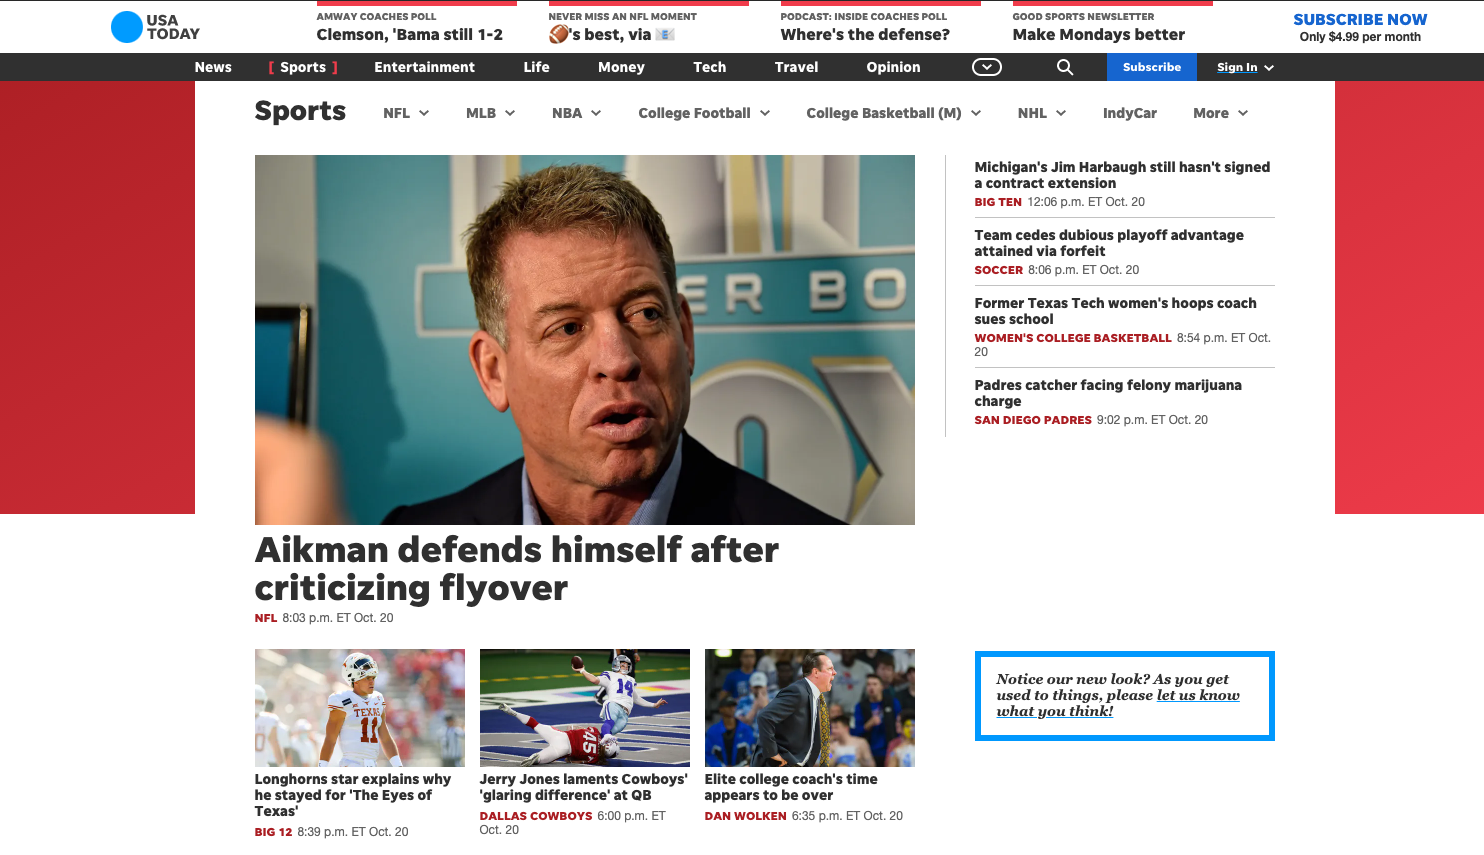 USA
TODAY
AMWAY COACHES POLL
Clemson, 'Bama still 1-2
NEVER MISS AN NFL MOMENT
🏈's best, via 📧
PODCAST: INSIDE COACHES POLL
Where's the defense?
GOOD SPORTS NEWSLETTER
Make Mondays better
SUBSCRIBE NOW
Only $4.99 per month
News [ Sports ] Entertainment Life Money Tech Travel Opinion Subscribe Sign In
Sports NFL MLB NBA College Football College Basketball (M) NHL IndyCar More
ER BO
Aikman defends himself after
criticizing flyover
NFL 8:03 p.m. ET Oct. 20
Michigan's Jim Harbaugh still hasn't signed
a contract extension
BIG TEN 12:06 p.m. ET Oct. 20
Team cedes dubious playoff advantage
attained via forfeit
SOCCER 8:06 p.m. ET Oct. 20
Former Texas Tech women's hoops coach
sues school
WOMEN'S COLLEGE BASKETBALL 8:54 p.m. ET Oct.
20
Padres catcher facing felony marijuana
charge
SAN DIEGO PADRES 9:02 p.m. ET Oct. 20
TEXAS
11
Longhorns star explains why
he stayed for 'The Eyes of
Texas'
BIG 12 8:39 p.m. ET Oct. 20
14
45
Jerry Jones laments Cowboys'
'glaring difference' at QB
DALLAS COWBOYS 6:00 p.m. ET
Oct. 20
Elite college coach's time
appears to be over
DAN WOLKEN 6:35 p.m. ET Oct. 20
Notice our new look? As you get
used to things, please let us know
what you think!